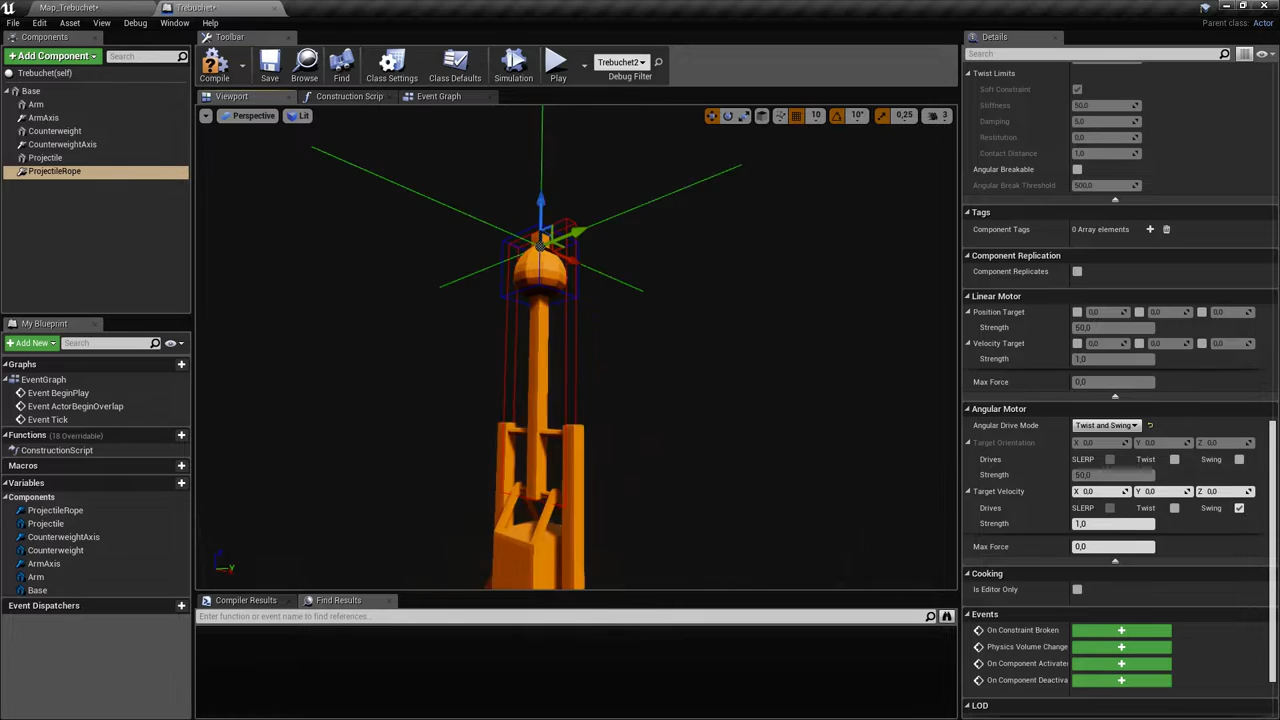 Map_Trebuchet*
Trebuchet*
Parent class: Actor
File Edit Asset View Debug Window Help
Components
Toolbar
Details
Add Component
Search
Trebuchet(self)
Base
Arm
ArmAxis
Counterweight
CounterweightAxis
Projectile
ProjectileRope
Compile
Save
Browse
Find
Class Settings
Class Defaults
Simulation
Play
Trebuchet2
Debug Filter
Viewport
Construction Scrip
Event Graph
Perspective
Lit
10
10°
0,25
3
My Blueprint
Add New
Search
Graphs
EventGraph
Event BeginPlay
Event ActorBeginOverlap
Event Tick
Functions (18 Overridable)
ConstructionScript
Macros
Variables
Components
ProjectileRope
Projectile
CounterweightAxis
Counterweight
ArmAxis
Arm
Base
Event Dispatchers
y
Compiler Results
Find Results
Enter function or event name to find references...
Search
Twist Limits
Soft Constraint
Stiffness 50,0
Damping 5,0
Restitution 0,0
Contact Distance 1,0
Angular Breakable
Angular Break Threshold 500,0
Tags
Component Tags 0 Array elements
Component Replication
Component Replicates
Linear Motor
Position Target 0,0 0,0 0,0
Strength 50,0
Velocity Target 0,0 0,0 0,0
Strength 1,0
Max Force 0,0
Angular Motor
Angular Drive Mode Twist and Swing
Target Orientation X 0,0 Y 0,0 Z 0,0
Drives SLERP Twist Swing
Strength 50,0
Target Velocity X 0,0 Y 0,0 Z 0,0
Drives SLERP Twist Swing
Strength 1,0
Max Force 0,0
Cooking
Is Editor Only
Events
On Constraint Broken
Physics Volume Change
On Component Activate
On Component Deactiva
LOD